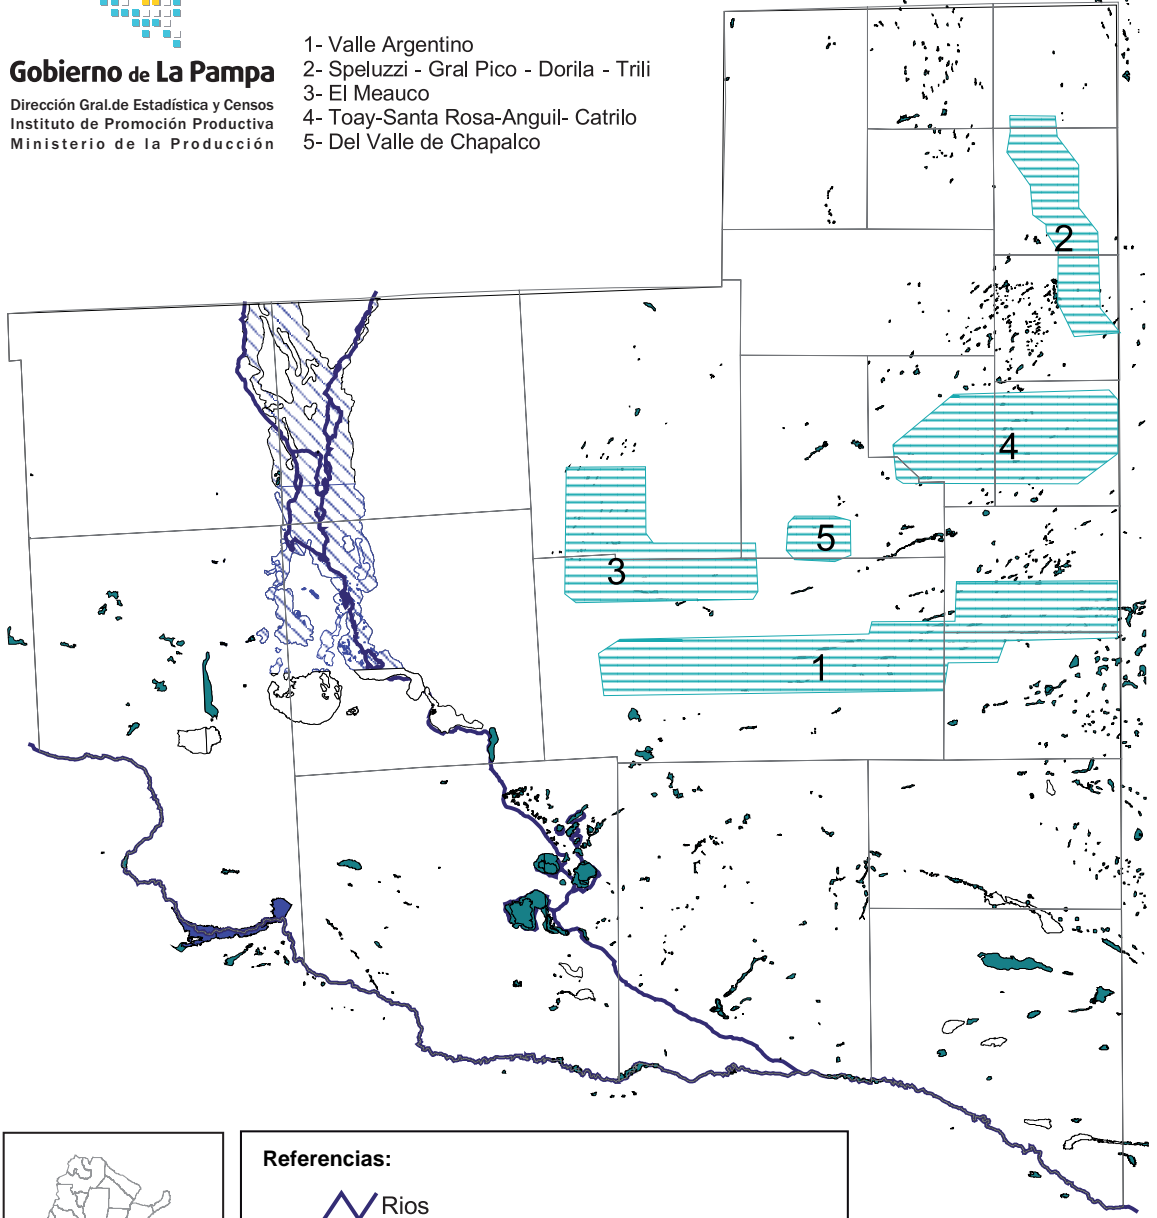 Gobierno de La Pampa
Dirección Gral.de Estadística y Censos
Instituto de Promoción Productiva
Ministerio de la Producción
1- Valle Argentino
2- Speluzzi - Gral Pico - Dorila - Trili
3- El Meauco
4- Toay-Santa Rosa-Anguil- Catrilo
5- Del Valle de Chapalco
2
4
5
3
1
Referencias:
Rios